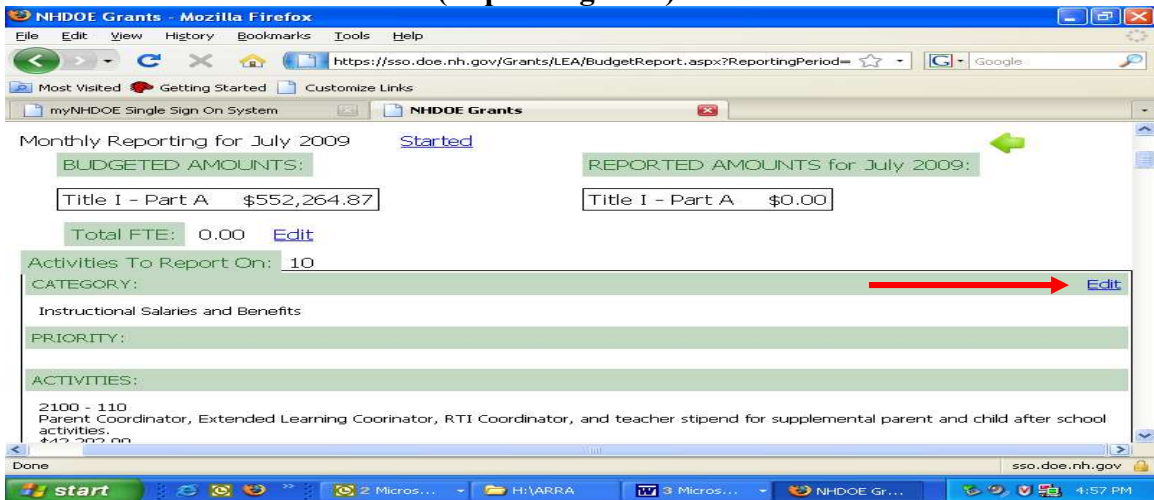 NHDOE Grants - Mozilla Firefox
File Edit View History Bookmarks Tools Help
https://sso.doe.nh.gov/Grants/LEA/BudgetReport.aspx?ReportingPeriod= Google
Most Visited Getting Started Customize Links
myNHDOE Single Sign On System NHDOE Grants
Monthly Reporting for July 2009 Started
BUDGETED AMOUNTS: REPORTED AMOUNTS for July 2009:
Title I - Part A $552,264.87 Title I - Part A $0.00
Total FTE: 0.00 Edit
Activities To Report On: 10
CATEGORY: Edit
Instructional Salaries and Benefits
PRIORITY:
ACTIVITIES:
2100 - 110
Parent Coordinator, Extended Learning Coorinator, RTI Coordinator, and teacher stipend for supplemental parent and child after school
activities.
Done sso.doe.nh.gov
start 2 Micros... H:\ARRA 3 Micros... NHDOE Gr... 4:57 PM